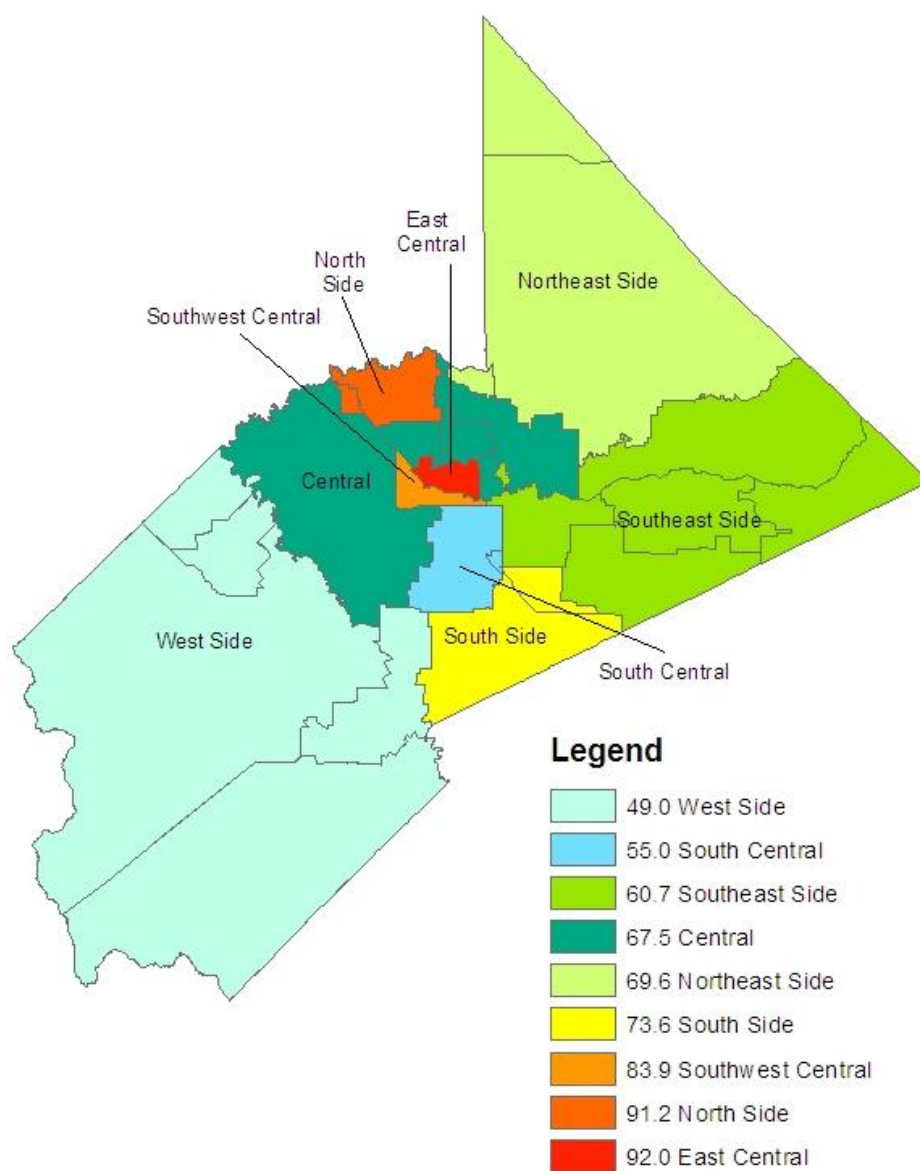 East
Central
North
Side
Northeast Side
Southwest Central
Central
Southeast Side
West Side
South Side
South Central
Legend
49.0 West Side
55.0 South Central
60.7 Southeast Side
67.5 Central
69.6 Northeast Side
73.6 South Side
83.9 Southwest Central
91.2 North Side
92.0 East Central